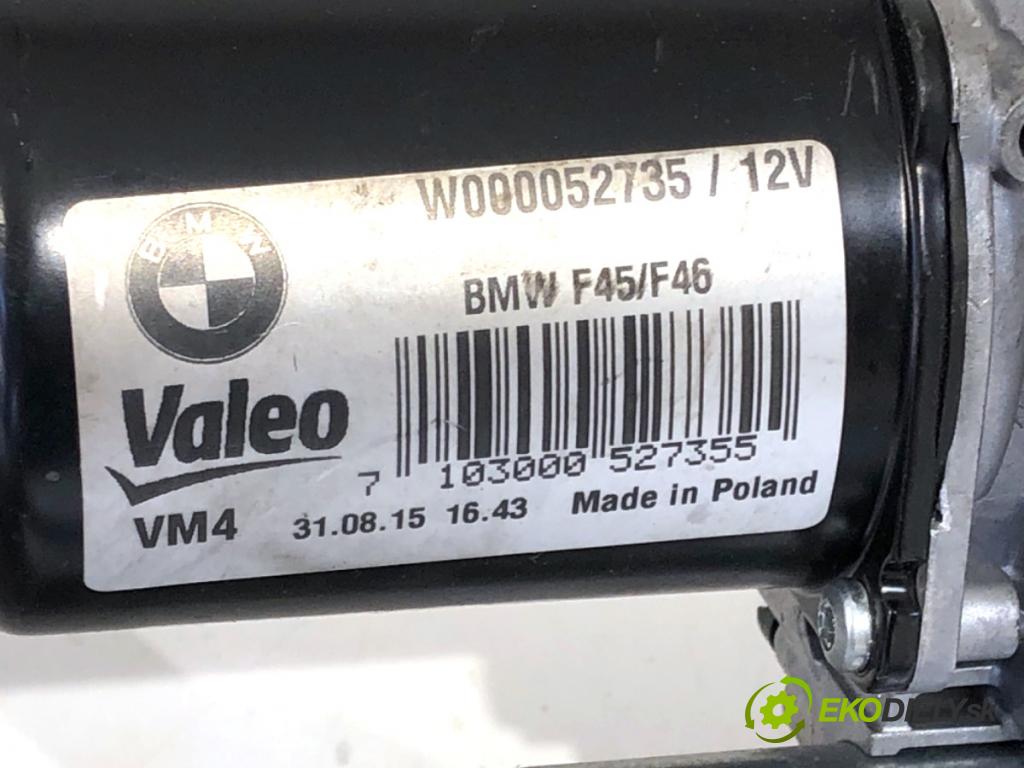 W000052735 / 12V
BMW
BMW F45/F46
Valeo
7 103000 527355
VM4 31.08.15 16.43 Made in Poland
EKODIELY.sk